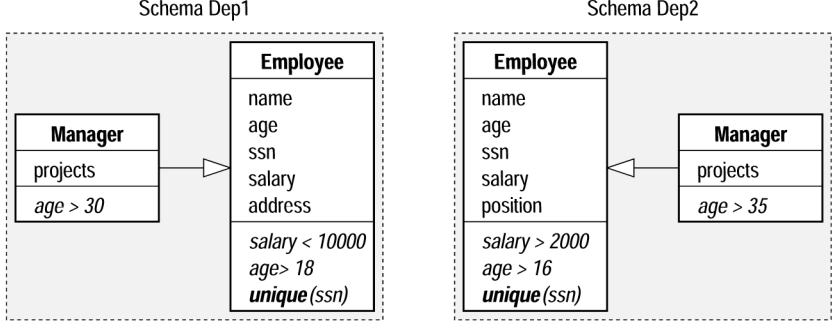 Schema Dep1
Manager
projects
age > 30
Employee
name
age
ssn
salary
address
salary < 10000
age> 18
unique(ssn)
Schema Dep2
Employee
name
age
ssn
salary
position
salary > 2000
age > 16
unique(ssn)
Manager
projects
age > 35